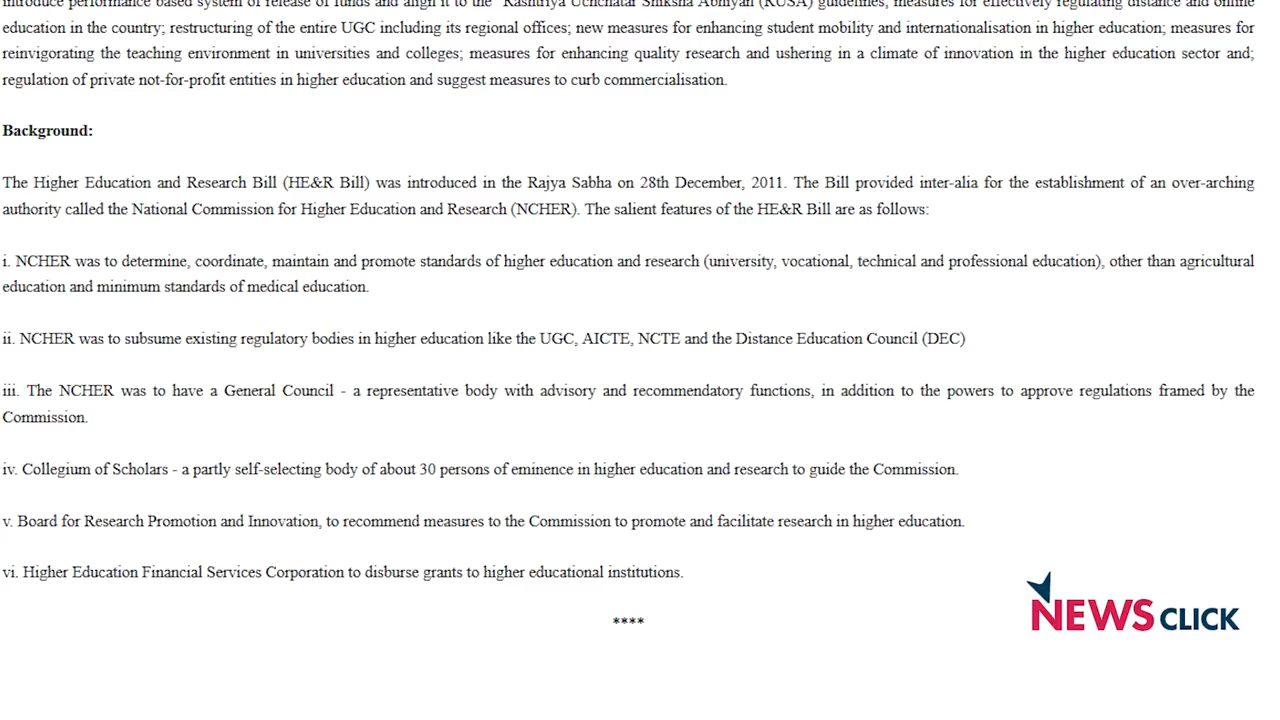 introduce performance based system of release of funds and align it to the "Rashtriya Uchchatar Shiksha Abhiyan (RUSA) guidelines; measures for effectively regulating distance and online
education in the country; restructuring of the entire UGC including its regional offices; new measures for enhancing student mobility and internationalisation in higher education; measures for
reinvigorating the teaching environment in universities and colleges; measures for enhancing quality research and ushering in a climate of innovation in the higher education sector and;
regulation of private not-for-profit entities in higher education and suggest measures to curb commercialisation.
Background:
The Higher Education and Research Bill (HE&R Bill) was introduced in the Rajya Sabha on 28th December, 2011. The Bill provided inter-alia for the establishment of an over-arching
authority called the National Commission for Higher Education and Research (NCHER). The salient features of the HE&R Bill are as follows:
i. NCHER was to determine, coordinate, maintain and promote standards of higher education and research (university, vocational, technical and professional education), other than agricultural
education and minimum standards of medical education.
ii. NCHER was to subsume existing regulatory bodies in higher education like the UGC, AICTE, NCTE and the Distance Education Council (DEC)
iii. The NCHER was to have a General Council - a representative body with advisory and recommendatory functions, in addition to the powers to approve regulations framed by the
Commission.
iv. Collegium of Scholars - a partly self-selecting body of about 30 persons of eminence in higher education and research to guide the Commission.
v. Board for Research Promotion and Innovation, to recommend measures to the Commission to promote and facilitate research in higher education.
vi. Higher Education Financial Services Corporation to disburse grants to higher educational institutions.
****
NEWSCLICK